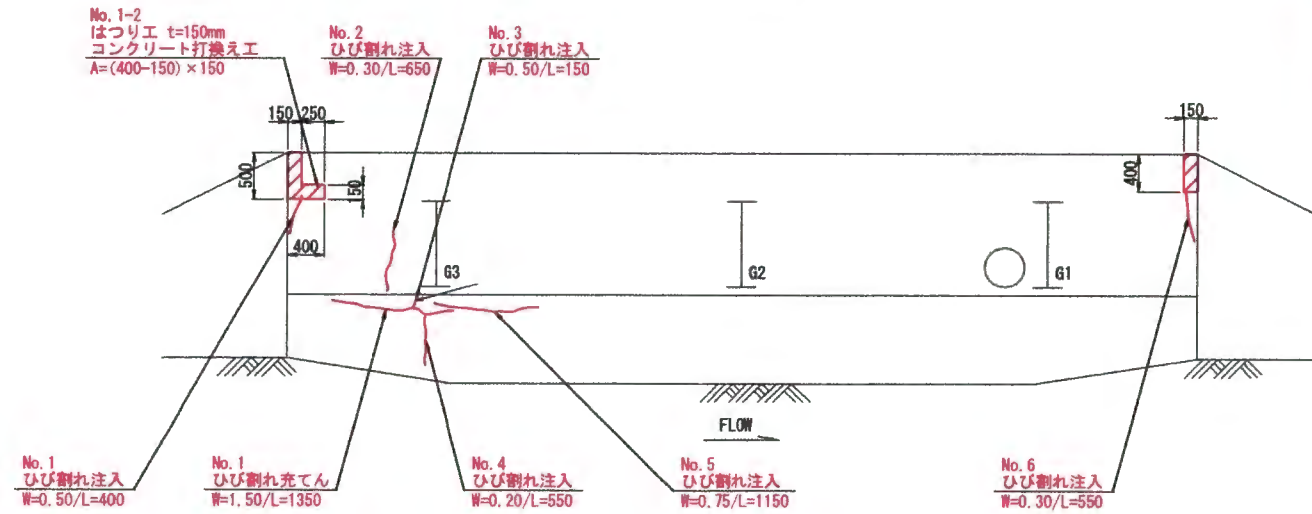 No. 1-2
はつり工 t=150mm
コンクリート打換え工
A=(400-150)×150
No. 2
ひび割れ注入
W=0.30/L=650
No. 3
ひび割れ注入
W=0.50/L=150
150 250
150
500
150
400
400
G3
G2
G1
FLOW
No. 1
ひび割れ注入
W=0.50/L=400
No. 1
ひび割れ充てん
W=1.50/L=1350
No. 4
ひび割れ注入
W=0.20/L=550
No. 5
ひび割れ注入
W=0.75/L=1150
No. 6
ひび割れ注入
W=0.30/L=550